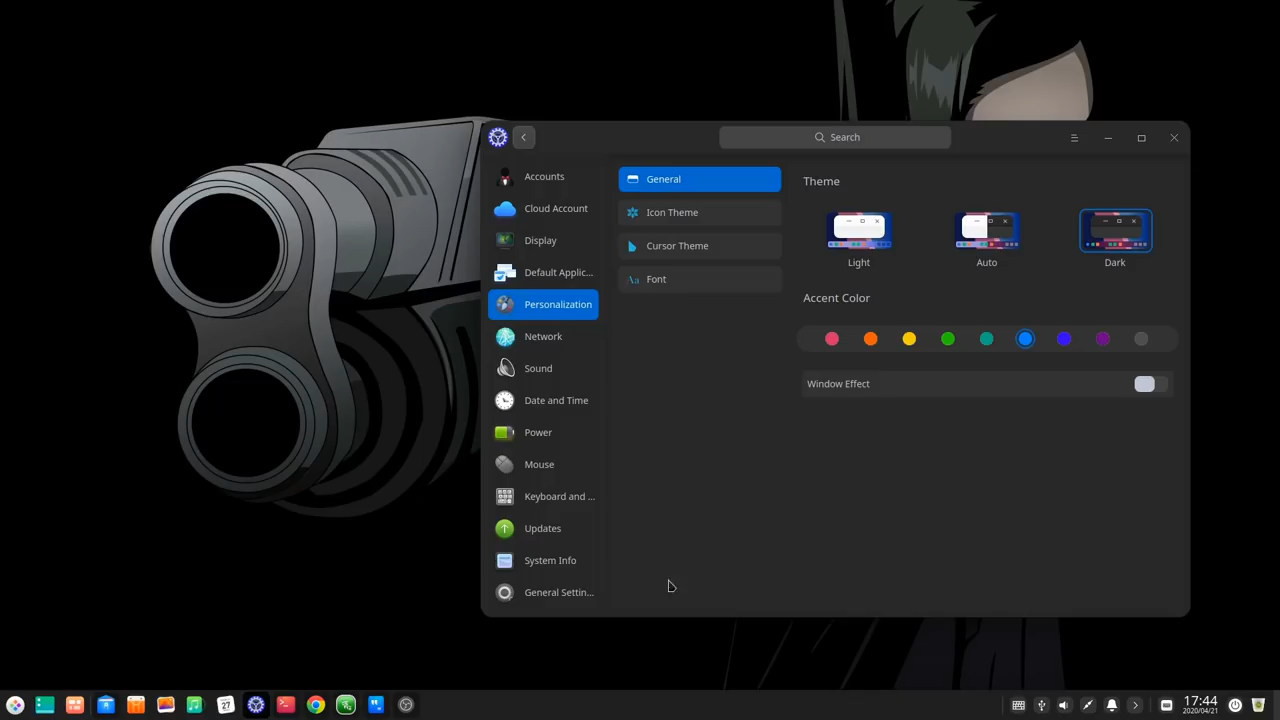 Search
Accounts
Cloud Account
Display
Default Applic...
Personalization
Network
Sound
Date and Time
Power
Mouse
Keyboard and ...
Updates
System Info
General Settin...
General
Icon Theme
Cursor Theme
Aa Font
Theme
Light
Auto
Dark
Accent Color
Window Effect
27
17:44
2020/04/21